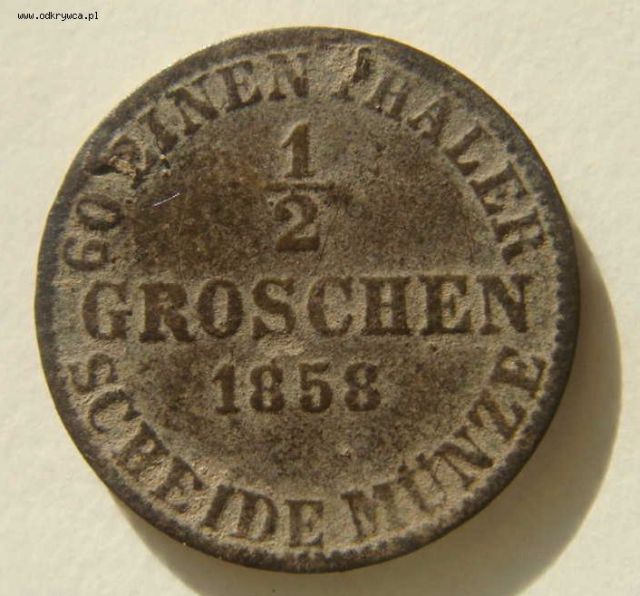 www.odkrywca.pl
60 EINEN THALER
1
2
GROSCHEN
1858
SCHEIDE MÜNZE